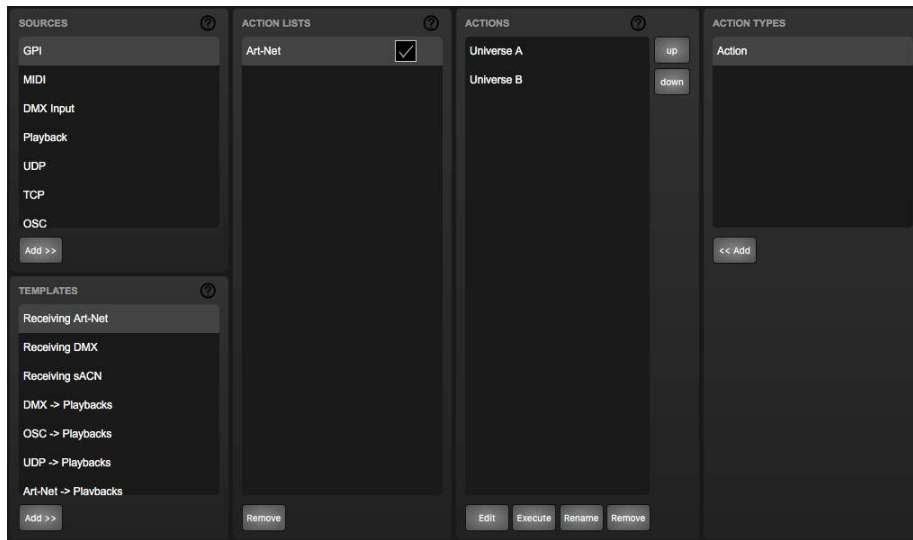 SOURCES
GPI
MIDI
DMX Input
Playback
UDP
TCP
OSC
Add >>
TEMPLATES
Receiving Art-Net
Receiving DMX
Receiving sACN
DMX -> Playbacks
OSC -> Playbacks
UDP -> Playbacks
Art-Net -> Playbacks
Add >>
ACTION LISTS
Art-Net
Remove
ACTIONS
Universe A
Universe B
up
down
Edit Execute Rename Remove
ACTION TYPES
Action
<< Add